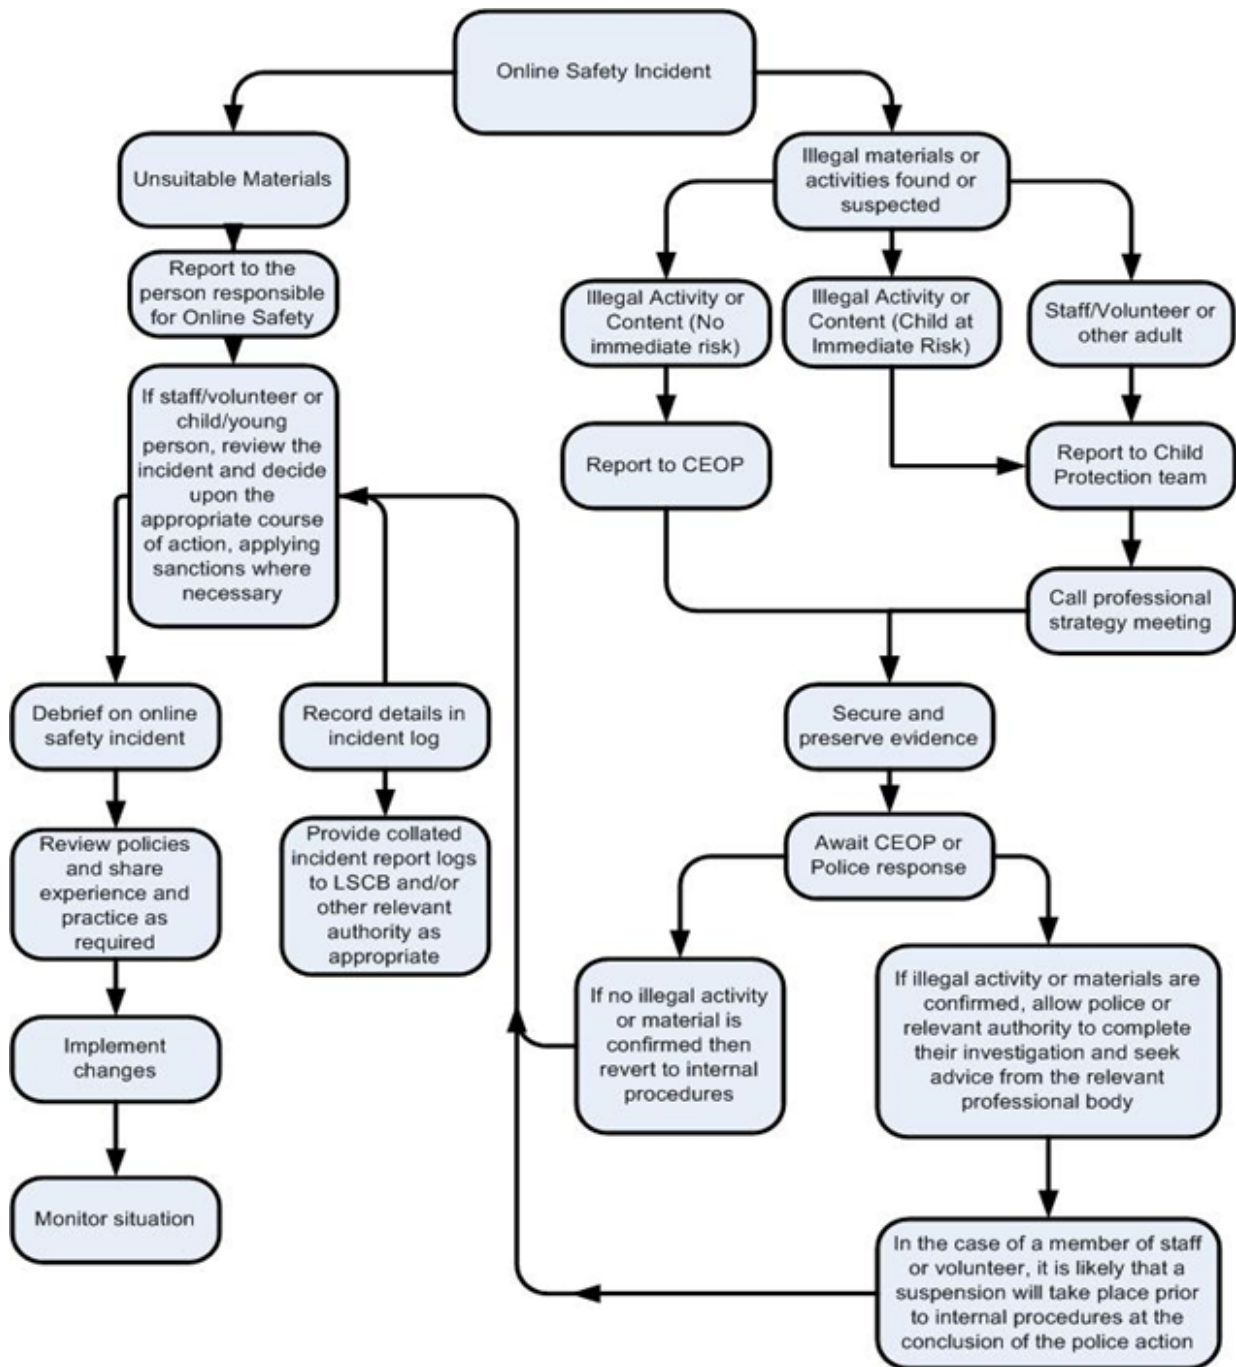 Online Safety Incident
Unsuitable Materials
Illegal materials or
activities found or
suspected
Report to the
person responsible
for Online Safety
Illegal Activity or
Content (No
immediate risk)
Illegal Activity or
Content (Child at
Immediate Risk)
Staff/Volunteer or
other adult
If staff/volunteer or
child/young
person, review the
incident and decide
upon the
appropriate course
of action, applying
sanctions where
necessary
Report to CEOP
Report to Child
Protection team
Call professional
strategy meeting
Debrief on online
safety incident
Record details in
incident log
Secure and
preserve evidence
Review policies
and share
experience and
practice as
required
Provide collated
incident report logs
to LSCB and/or
other relevant
authority as
appropriate
Await CEOP or
Police response
If no illegal activity
or material is
confirmed then
revert to internal
procedures
If illegal activity or materials are
confirmed, allow police or
relevant authority to complete
their investigation and seek
advice from the relevant
professional body
Implement
changes
Monitor situation
In the case of a member of staff
or volunteer, it is likely that a
suspension will take place prior
to internal procedures at the
conclusion of the police action